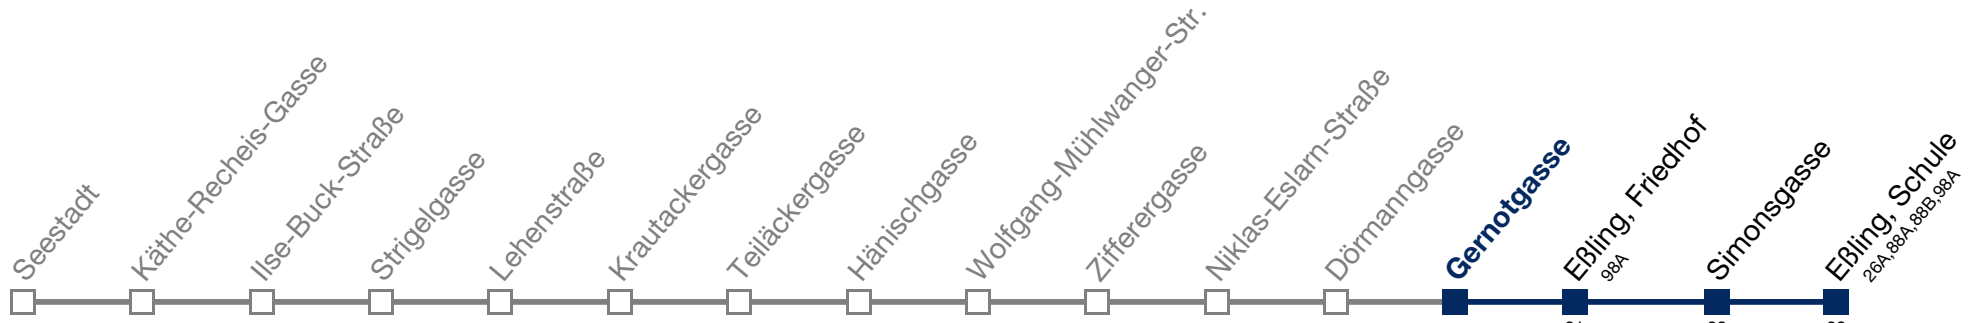 Seestadt
Käthe-Recheis-Gasse
Ilse-Buck-Straße
Strigelgasse
Lehenstraße
Krautackergasse
Teiläckergasse
Hänischgasse
Wolfgang-Mühlwanger-Str.
Zifferergasse
Niklas-Eslarn-Straße
Dörmanngasse
Gernotgasse
Eßling, Friedhof
98A
Simonsgasse
Eßling, Schule
26A,88A,88B,98A